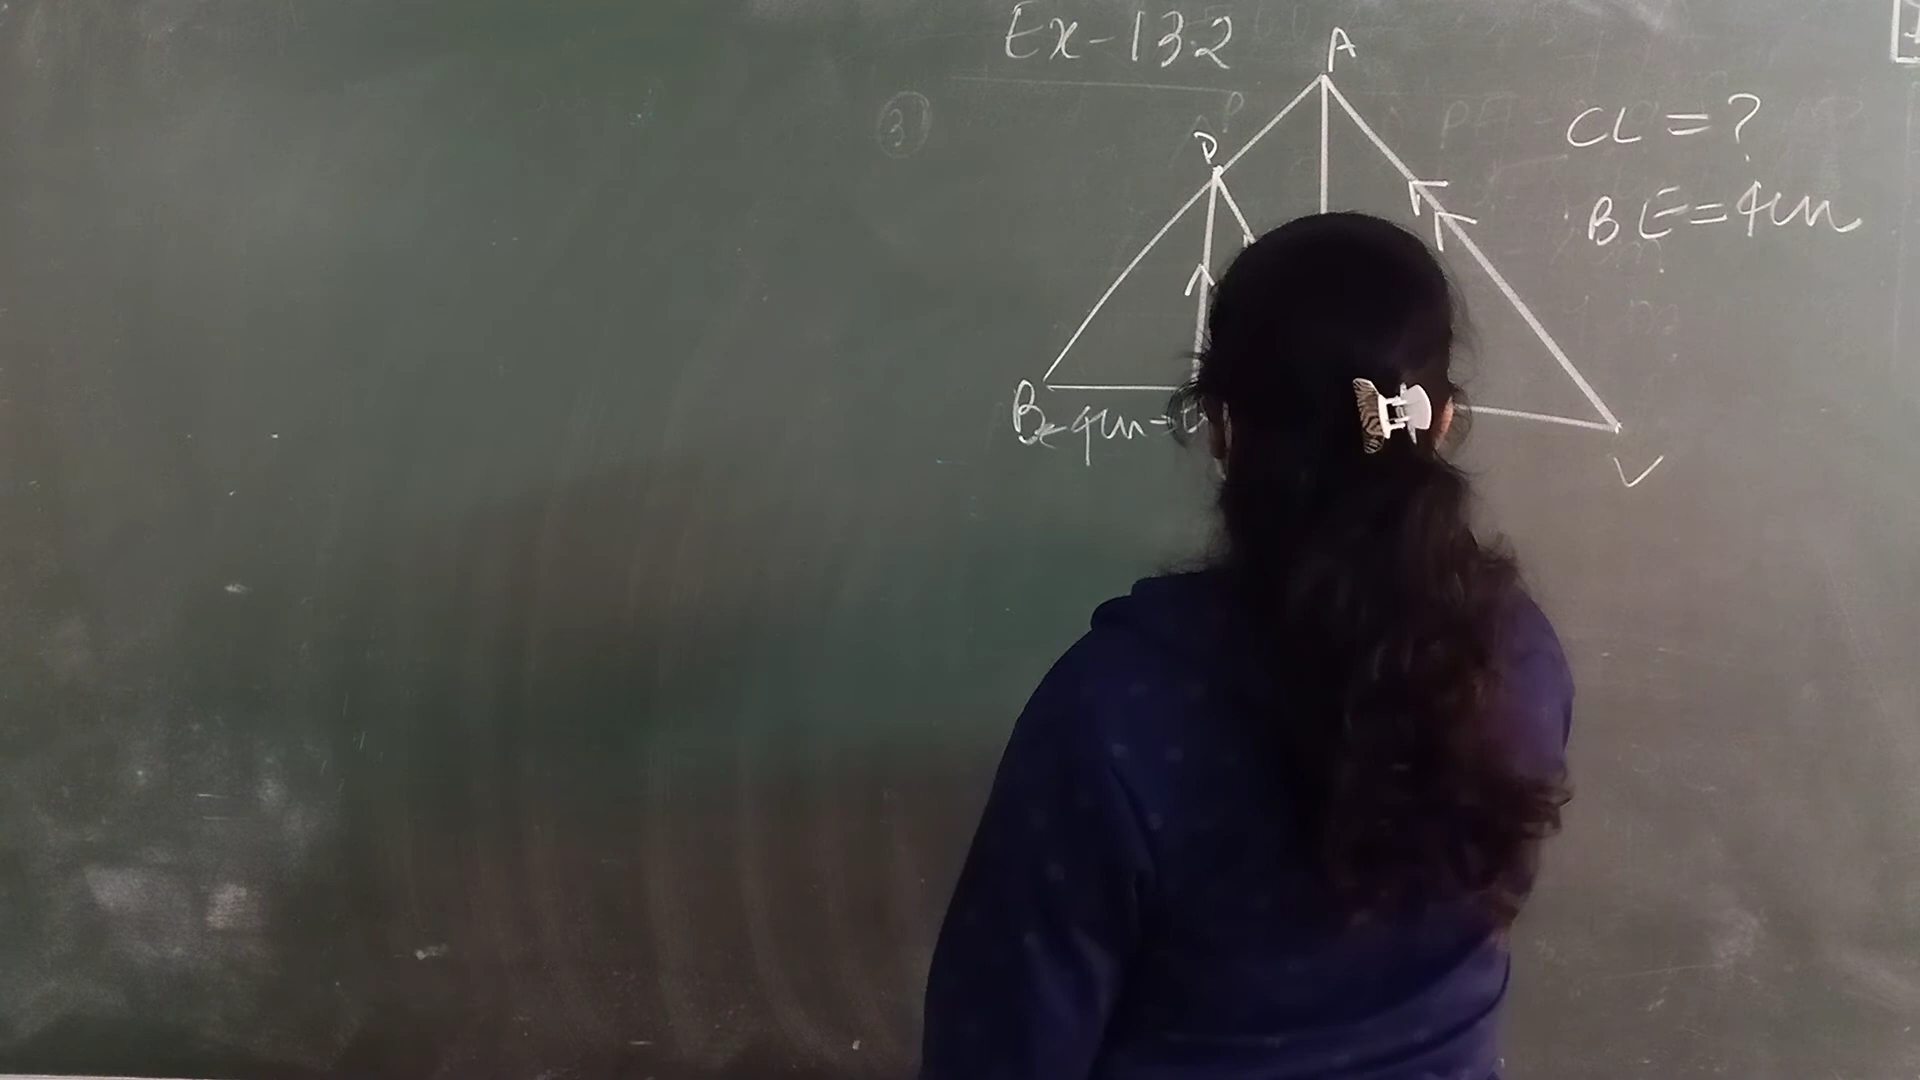 Ex-13.2
3
A
D
CL = ?
BE = 4cm
B
4cm